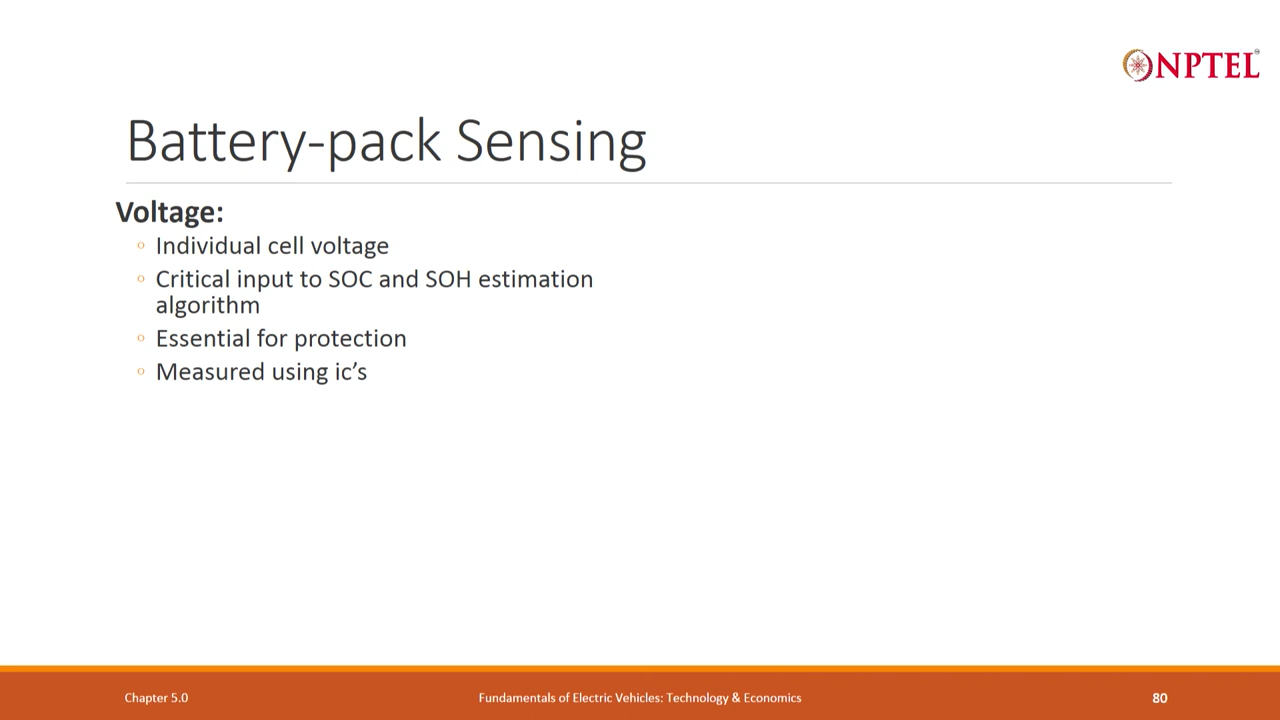 NPTEL
Battery-pack Sensing
Voltage:
Individual cell voltage
Critical input to SOC and SOH estimation
algorithm
Essential for protection
Measured using ic’s
Chapter 5.0
Fundamentals of Electric Vehicles: Technology & Economics
80